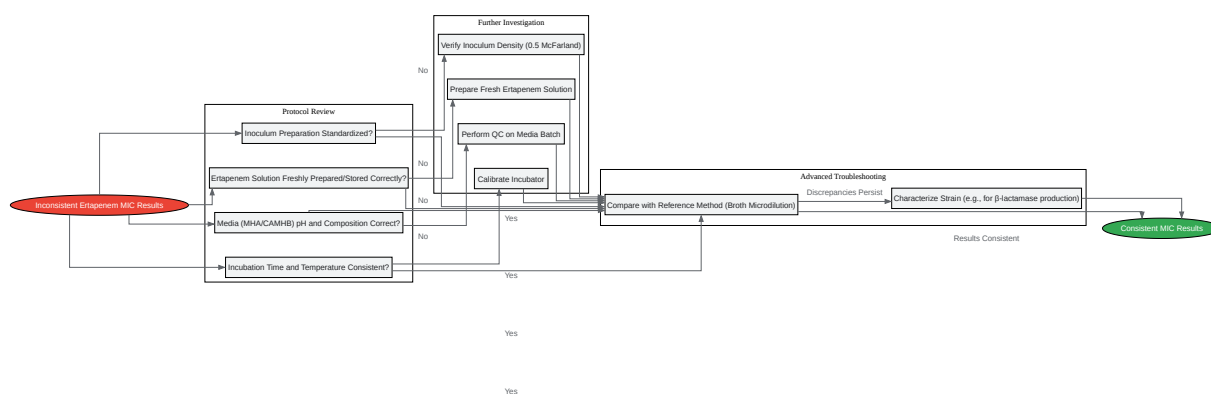 Further Investigation
Verify Inoculum Density (0.5 McFarland)
No
Prepare Fresh Ertapenem Solution
Protocol Review
Inoculum Preparation Standardized?
Perform QC on Media Batch
No
Ertapenem Solution Freshly Prepared/Stored Correctly?
Calibrate Incubator
Advanced Troubleshooting
Discrepancies Persist
Characterize Strain (e.g., for β-lactamase production)
No
Inconsistent Ertapenem MIC Results
Compare with Reference Method (Broth Microdilution)
Yes
Media (MHA/CAMHB) pH and Composition Correct?
Consistent MIC Results
No
Results Consistent
Incubation Time and Temperature Consistent?
Yes
Yes
Yes